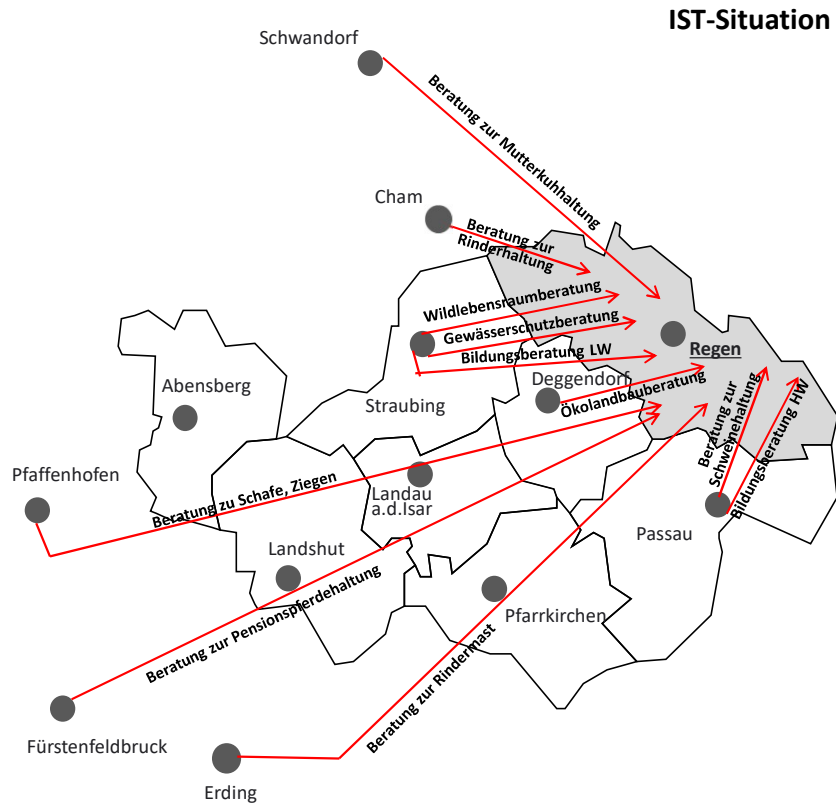 IST-Situation
Schwandorf
Beratung zur Mutterkuhhaltung
Cham
Beratung zur
Rinderhaltung
Wildlebensraumberatung
Gewässerschutzberatung
Bildungsberatung LW
Regen
Abensberg
Straubing
Deggendorf
Ökolandbauberatung
Beratung zur
Schweinehaltung
Bildungsberatung HW
Pfaffenhofen
Beratung zu Schafe, Ziegen
Landau
a.d.Isar
Passau
Landshut
Pfarrkirchen
Beratung zur Pensionspferdehaltung
Beratung zur Rindermast
Fürstenfeldbruck
Erding